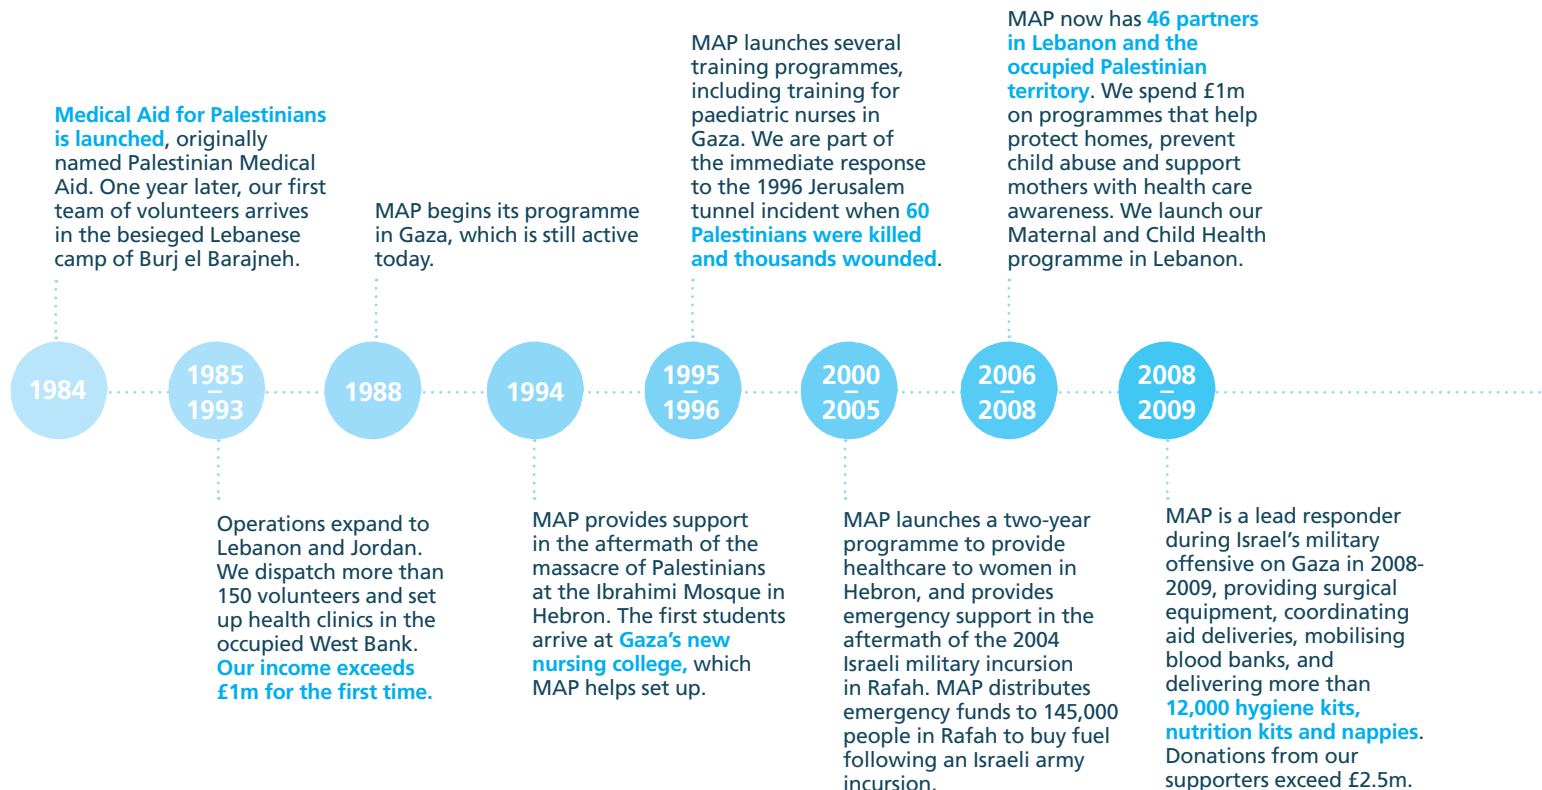 Medical Aid for Palestinians
is launched, originally
named Palestinian Medical
Aid. One year later, our first
team of volunteers arrives
in the besieged Lebanese
camp of Burj el Barajneh.
MAP begins its programme
in Gaza, which is still active
today.
MAP launches several
training programmes,
including training for
paediatric nurses in
Gaza. We are part of
the immediate response
to the 1996 Jerusalem
tunnel incident when 60
Palestinians were killed
and thousands wounded.
MAP now has 46 partners
in Lebanon and the
occupied Palestinian
territory. We spend £1m
on programmes that help
protect homes, prevent
child abuse and support
mothers with health care
awareness. We launch our
Maternal and Child Health
programme in Lebanon.
1984
1985
–
1993
1988
1994
1995
–
1996
2000
–
2005
2006
–
2008
2008
–
2009
Operations expand to
Lebanon and Jordan.
We dispatch more than
150 volunteers and set
up health clinics in the
occupied West Bank.
Our income exceeds
£1m for the first time.
MAP provides support
in the aftermath of the
massacre of Palestinians
at the Ibrahimi Mosque in
Hebron. The first students
arrive at Gaza’s new
nursing college, which
MAP helps set up.
MAP launches a two-year
programme to provide
healthcare to women in
Hebron, and provides
emergency support in the
aftermath of the 2004
Israeli military incursion
in Rafah. MAP distributes
emergency funds to 145,000
people in Rafah to buy fuel
following an Israeli army
incursion.
MAP is a lead responder
during Israel’s military
offensive on Gaza in 2008-
2009, providing surgical
equipment, coordinating
aid deliveries, mobilising
blood banks, and
delivering more than
12,000 hygiene kits,
nutrition kits and nappies.
Donations from our
supporters exceed £2.5m.